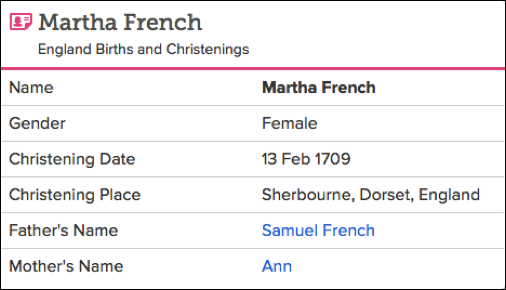 Martha French
England Births and Christenings
Name Martha French
Gender Female
Christening Date 13 Feb 1709
Christening Place Sherbourne, Dorset, England
Father's Name Samuel French
Mother's Name Ann